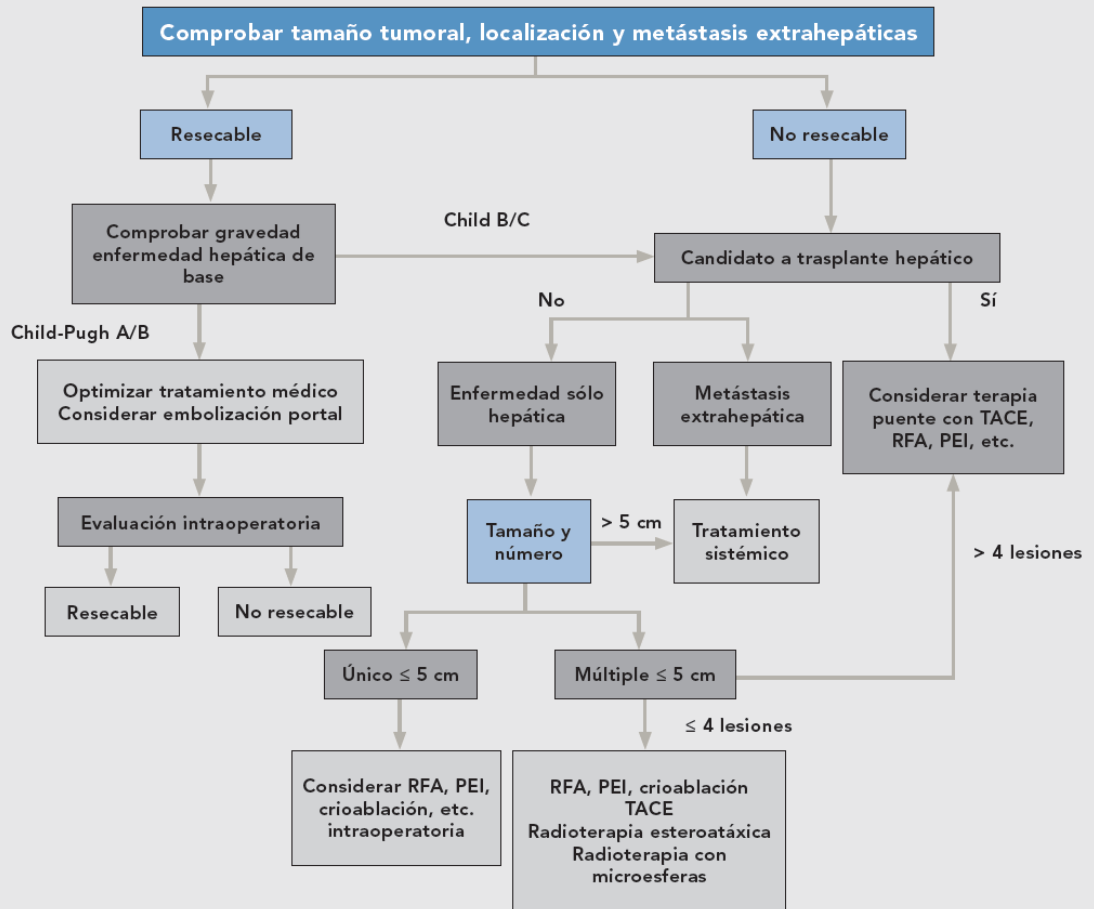 Comprobar tamaño tumoral, localización y metástasis extrahepáticas
Resecable
No resecable
Comprobar gravedad
enfermedad hepática de
base
Child B/C
Candidato a trasplante hepático
No
Sí
Child-Pugh A/B
Optimizar tratamiento médico
Considerar embolización portal
Enfermedad sólo
hepática
Metástasis
extrahepática
Considerar terapia
puente con TACE,
RFA, PEI, etc.
Evaluación intraoperatoria
Tamaño y
número
> 5 cm
Tratamiento
sistémico
> 4 lesiones
Resecable
No resecable
Único ≤ 5 cm
Múltiple ≤ 5 cm
≤ 4 lesiones
Considerar RFA, PEI,
crioablación, etc.
intraoperatoria
RFA, PEI, crioablación
TACE
Radioterapia esteroatáxica
Radioterapia con
microesferas